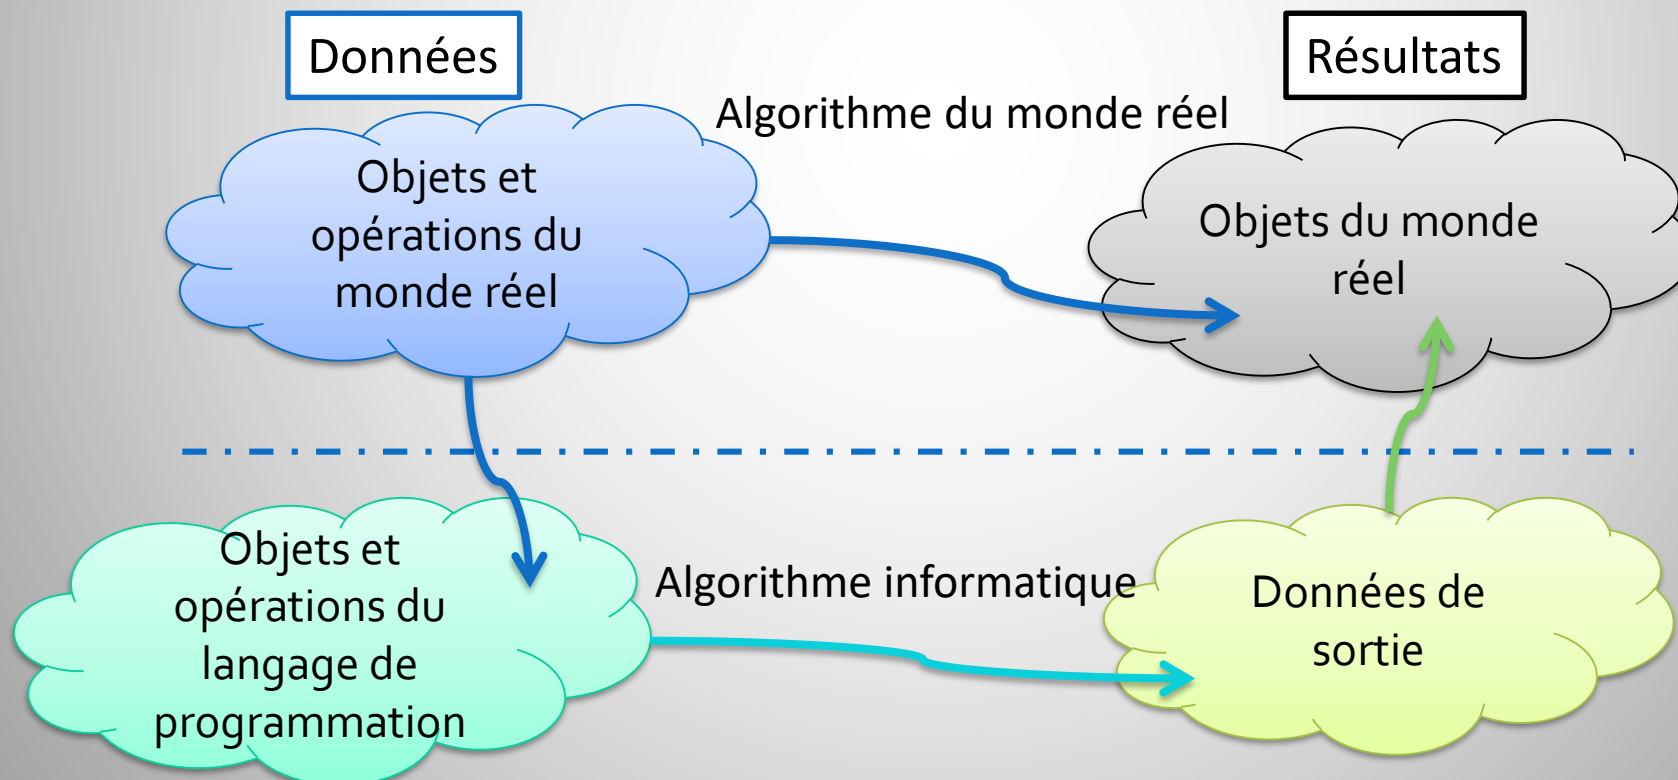 Données
Résultats
Algorithme du monde réel
Objets et
opérations du
monde réel
Objets du monde
réel
Objets et
opérations du
langage de
programmation
Algorithme informatique
Données de
sortie